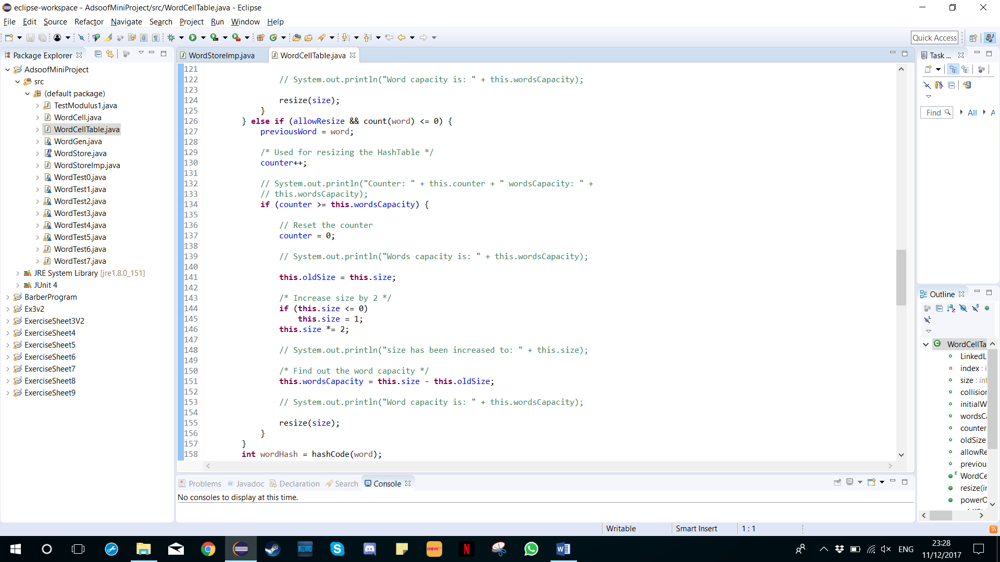 eclipse-workspace - AdsoofMiniProject/src/WordCellTable.java - Eclipse
File Edit Source Refactor Navigate Search Project Run Window Help
Quick Access
Package Explorer
AdsoofMiniProject
src
(default package)
TestModulus1.java
WordCell.java
WordCellTable.java
WordGen.java
WordStore.java
WordStoreImp.java
WordTest0.java
WordTest1.java
WordTest2.java
WordTest3.java
WordTest4.java
WordTest5.java
WordTest6.java
WordTest7.java
JRE System Library [jre1.8.0_151]
JUnit 4
BarberProgram
Ex3v2
ExerciseSheet3V2
ExerciseSheet4
ExerciseSheet5
ExerciseSheet6
ExerciseSheet7
ExerciseSheet8
ExerciseSheet9
WordStoreImp.java WordCellTable.java
121
122 // System.out.println("Word capacity is: " + this.wordsCapacity);
123
124 resize(size);
125 }
126 } else if (allowResize && count(word) <= 0) {
127 previousWord = word;
128
129 /* Used for resizing the HashTable */
130 counter++;
131
132 // System.out.println("Counter: " + this.counter + " wordsCapacity: " +
133 // this.wordsCapacity);
134 if (counter >= this.wordsCapacity) {
135
136 // Reset the counter
137 counter = 0;
138
139 // System.out.println("Words capacity is: " + this.wordsCapacity);
140
141 this.oldSize = this.size;
142
143 /* Increase size by 2 */
144 if (this.size <= 0)
145 this.size = 1;
146 this.size *= 2;
147
148 // System.out.println("size has been increased to: " + this.size);
149
150 /* Find out the word capacity */
151 this.wordsCapacity = this.size - this.oldSize;
152
153 // System.out.println("Word capacity is: " + this.wordsCapacity);
154
155 resize(size);
156 }
157 }
158 int wordHash = hashCode(word);
Problems @ Javadoc Declaration Search Console
No consoles to display at this time.
Task ...
Find All A
Outline
WordCellTa
LinkedL
index : i
size : int
collision
initialW
wordsCa
counter
oldSize
allowRe
previou
WordCe
resize(ir
powerO
Writable Smart Insert 1 : 1
BLIZZARD
NOW
N
ENG
23:28
11/12/2017